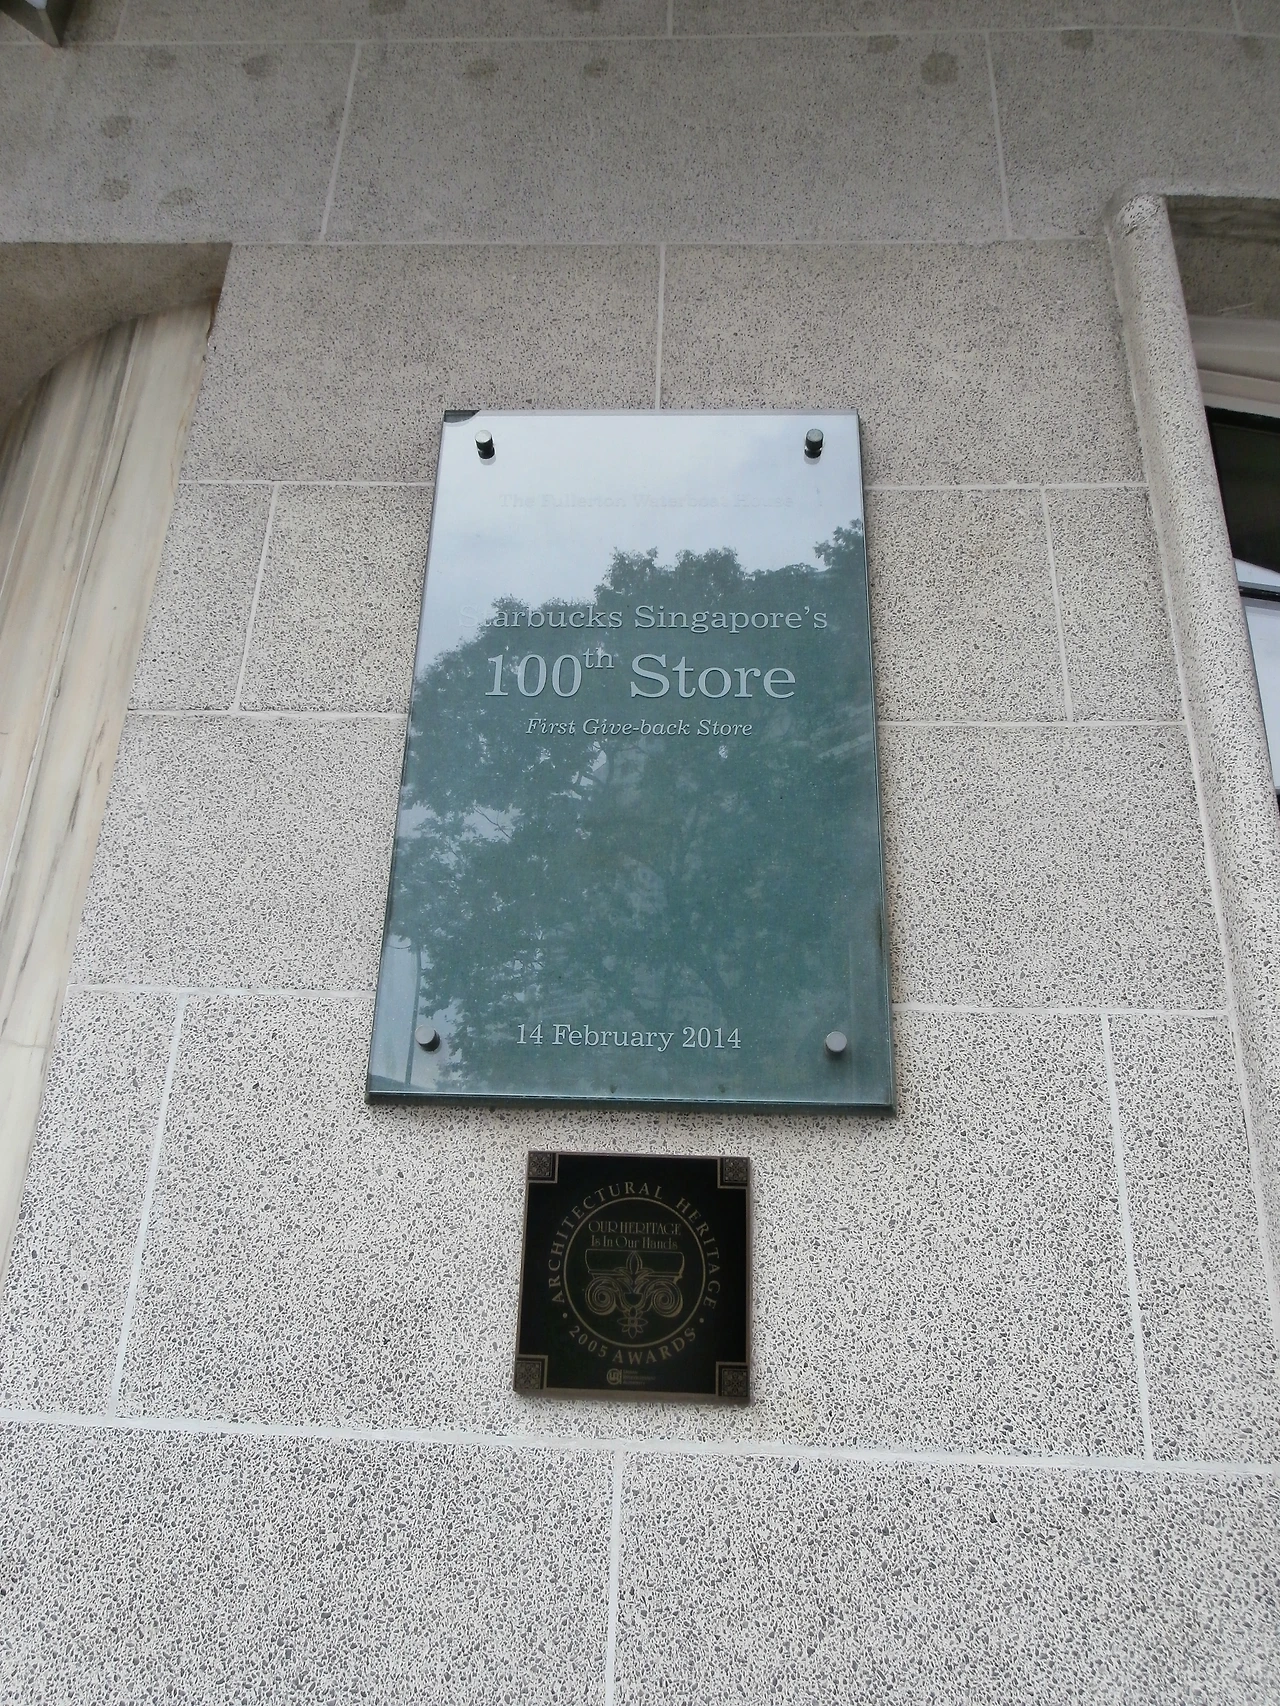 The Fullerton Waterboat House
Starbucks Singapore's
100th Store
First Give-back Store
14 February 2014
ARCHITECTURAL HERITAGE
OUR HERITAGE
Is In Our Hands
• 2005 AWARDS •